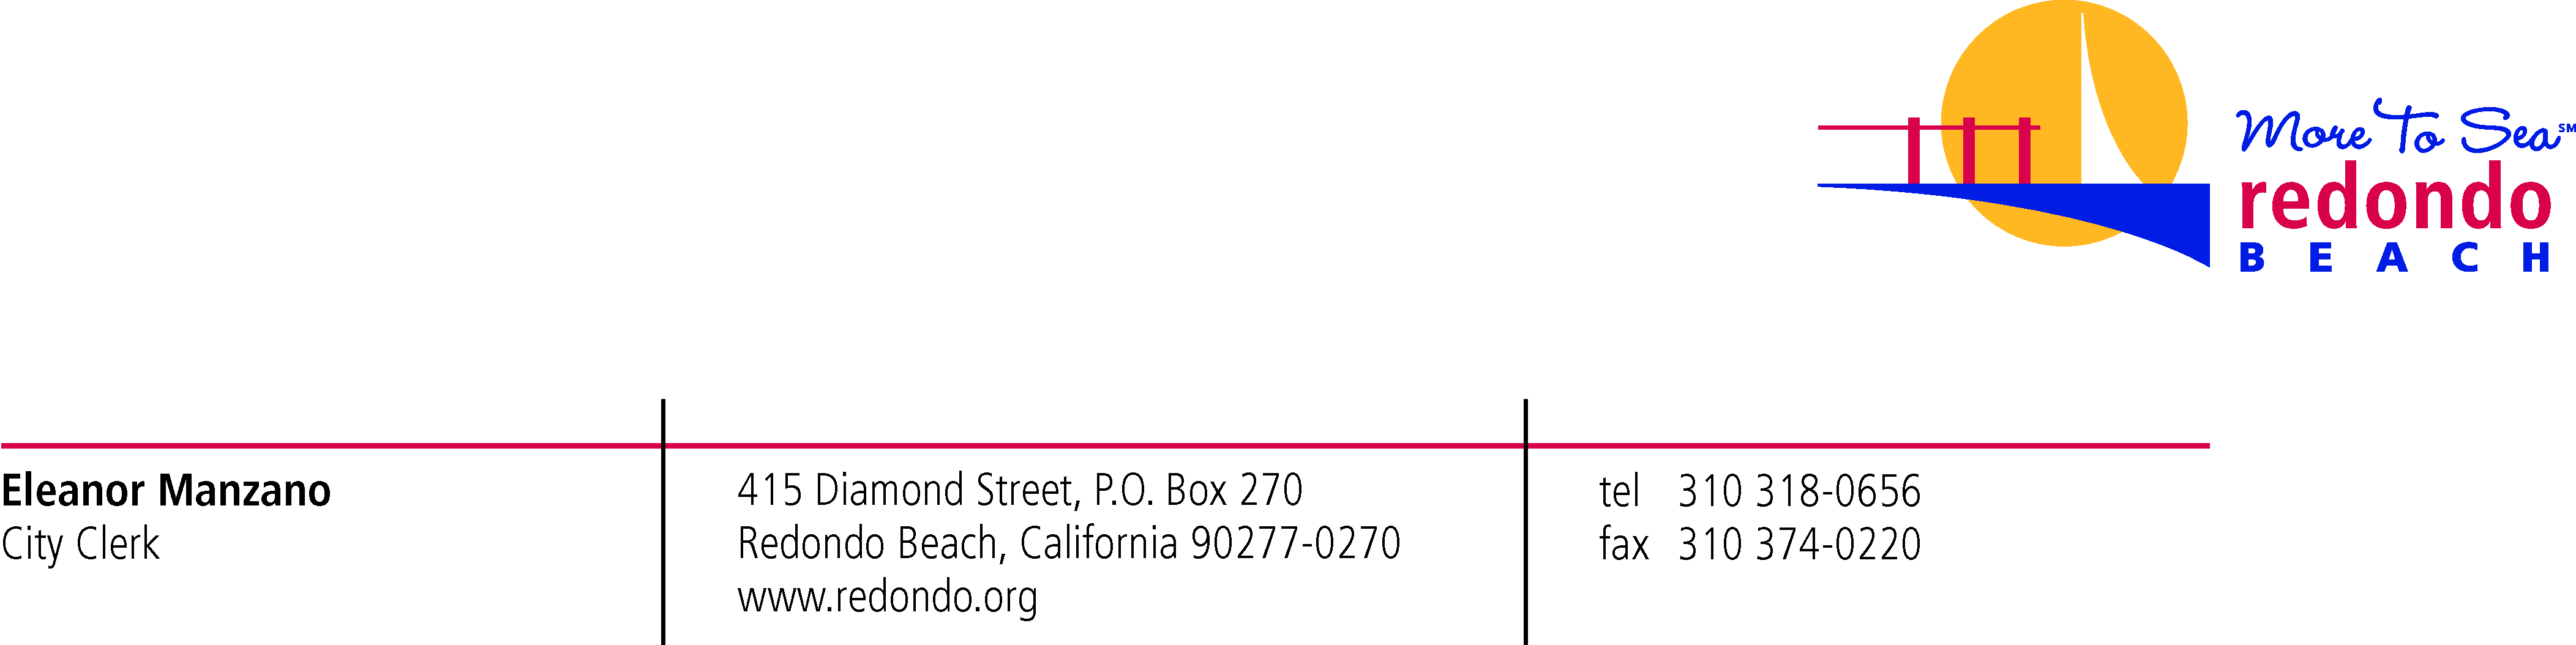 More To Sea℠
redondo
BEACH
Eleanor Manzano
City Clerk
415 Diamond Street, P.O. Box 270
Redondo Beach, California 90277-0270
www.redondo.org
tel 310 318-0656
fax 310 374-0220